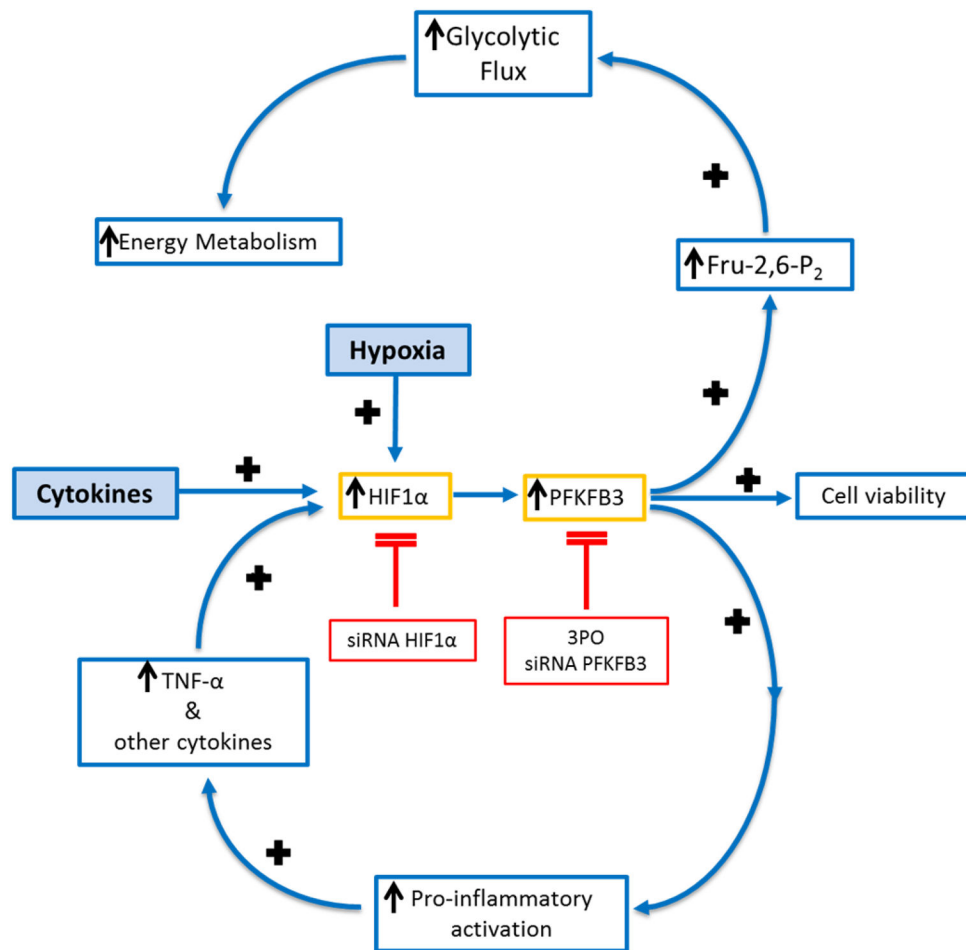 ↑Glycolytic
Flux
↑Energy Metabolism
↑Fru-2,6-P₂
Hypoxia
+
+
+
+
Cytokines
↑HIF1α
↑PFKFB3
+
Cell viability
+
+
siRNA HIF1α
3PO
siRNA PFKFB3
↑TNF-α
&
other cytokines
+
↑Pro-inflammatory
activation